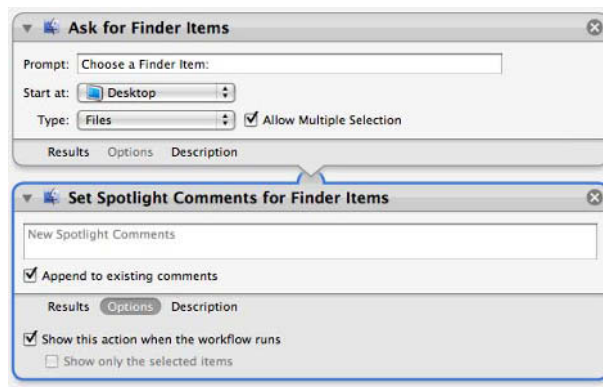 Ask for Finder Items
Prompt: Choose a Finder Item:
Start at: Desktop
Type: Files Allow Multiple Selection
Results Options Description
Set Spotlight Comments for Finder Items
New Spotlight Comments
Append to existing comments
Results Options Description
Show this action when the workflow runs
Show only the selected items